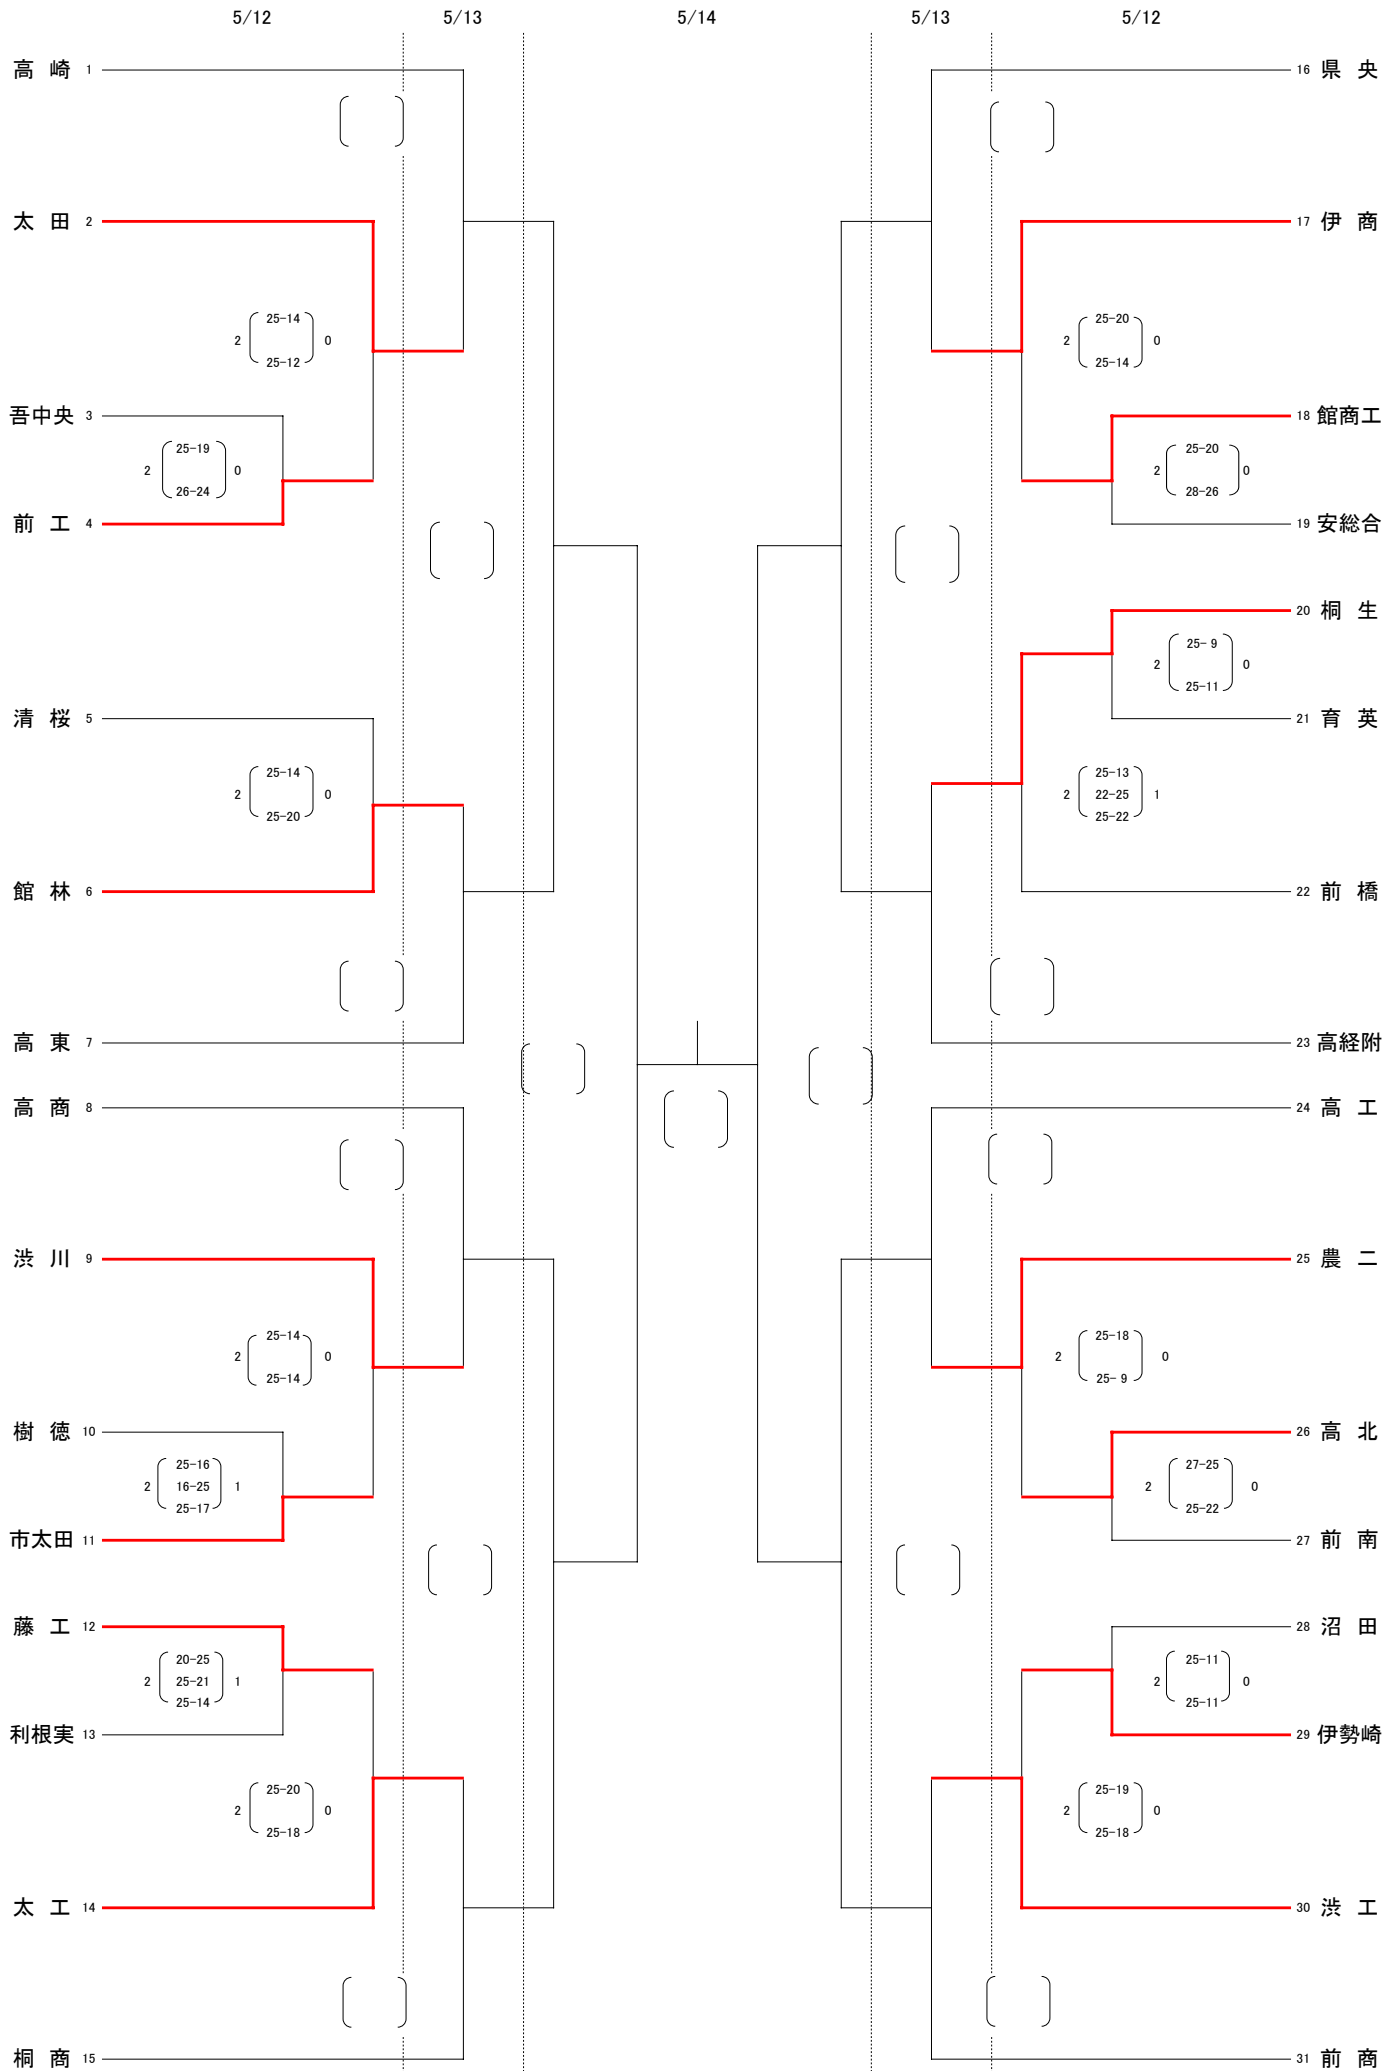 5/12 5/13 5/14 5/13 5/12
高 崎 1
16 県 央
太 田 2
17 伊 商
25-14
2 0
25-12
25-20
2 0
25-14
吾中央 3
18 館商工
25-19
2 0
26-24
25-20
2 0
28-26
前 工 4
19 安総合
20 桐 生
25- 9
2 0
25-11
清 桜 5
21 育 英
25-14
2 0
25-20
25-13
2 22-25 1
25-22
館 林 6
22 前 橋
高 東 7
23 高経附
高 商 8
24 高 工
渋 川 9
25 農 二
25-14
2 0
25-14
25-18
2 0
25- 9
樹 徳 10
26 高 北
25-16
2 16-25 1
25-17
27-25
2 0
25-22
市太田 11
27 前 南
藤 工 12
28 沼 田
20-25
2 25-21 1
25-14
25-11
2 0
25-11
利根実 13
29 伊勢崎
25-20
2 0
25-18
25-19
2 0
25-18
太 工 14
30 渋 工
桐 商 15
31 前 商